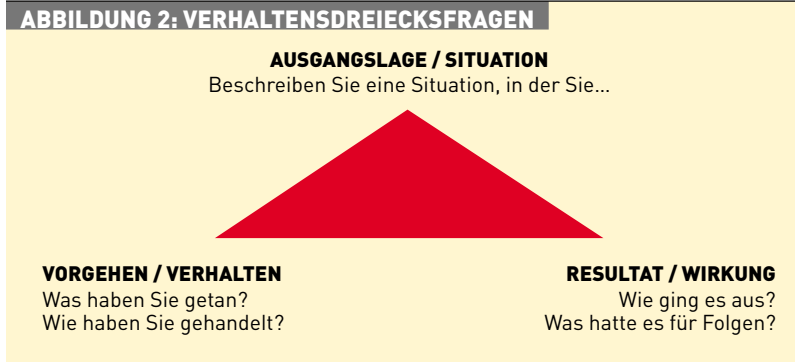 ABBILDUNG 2: VERHALTENSDREIECKSFRAGEN
AUSGANGSLAGE / SITUATION
Beschreiben Sie eine Situation, in der Sie...
VORGEHEN / VERHALTEN
Was haben Sie getan?
Wie haben Sie gehandelt?
RESULTAT / WIRKUNG
Wie ging es aus?
Was hatte es für Folgen?